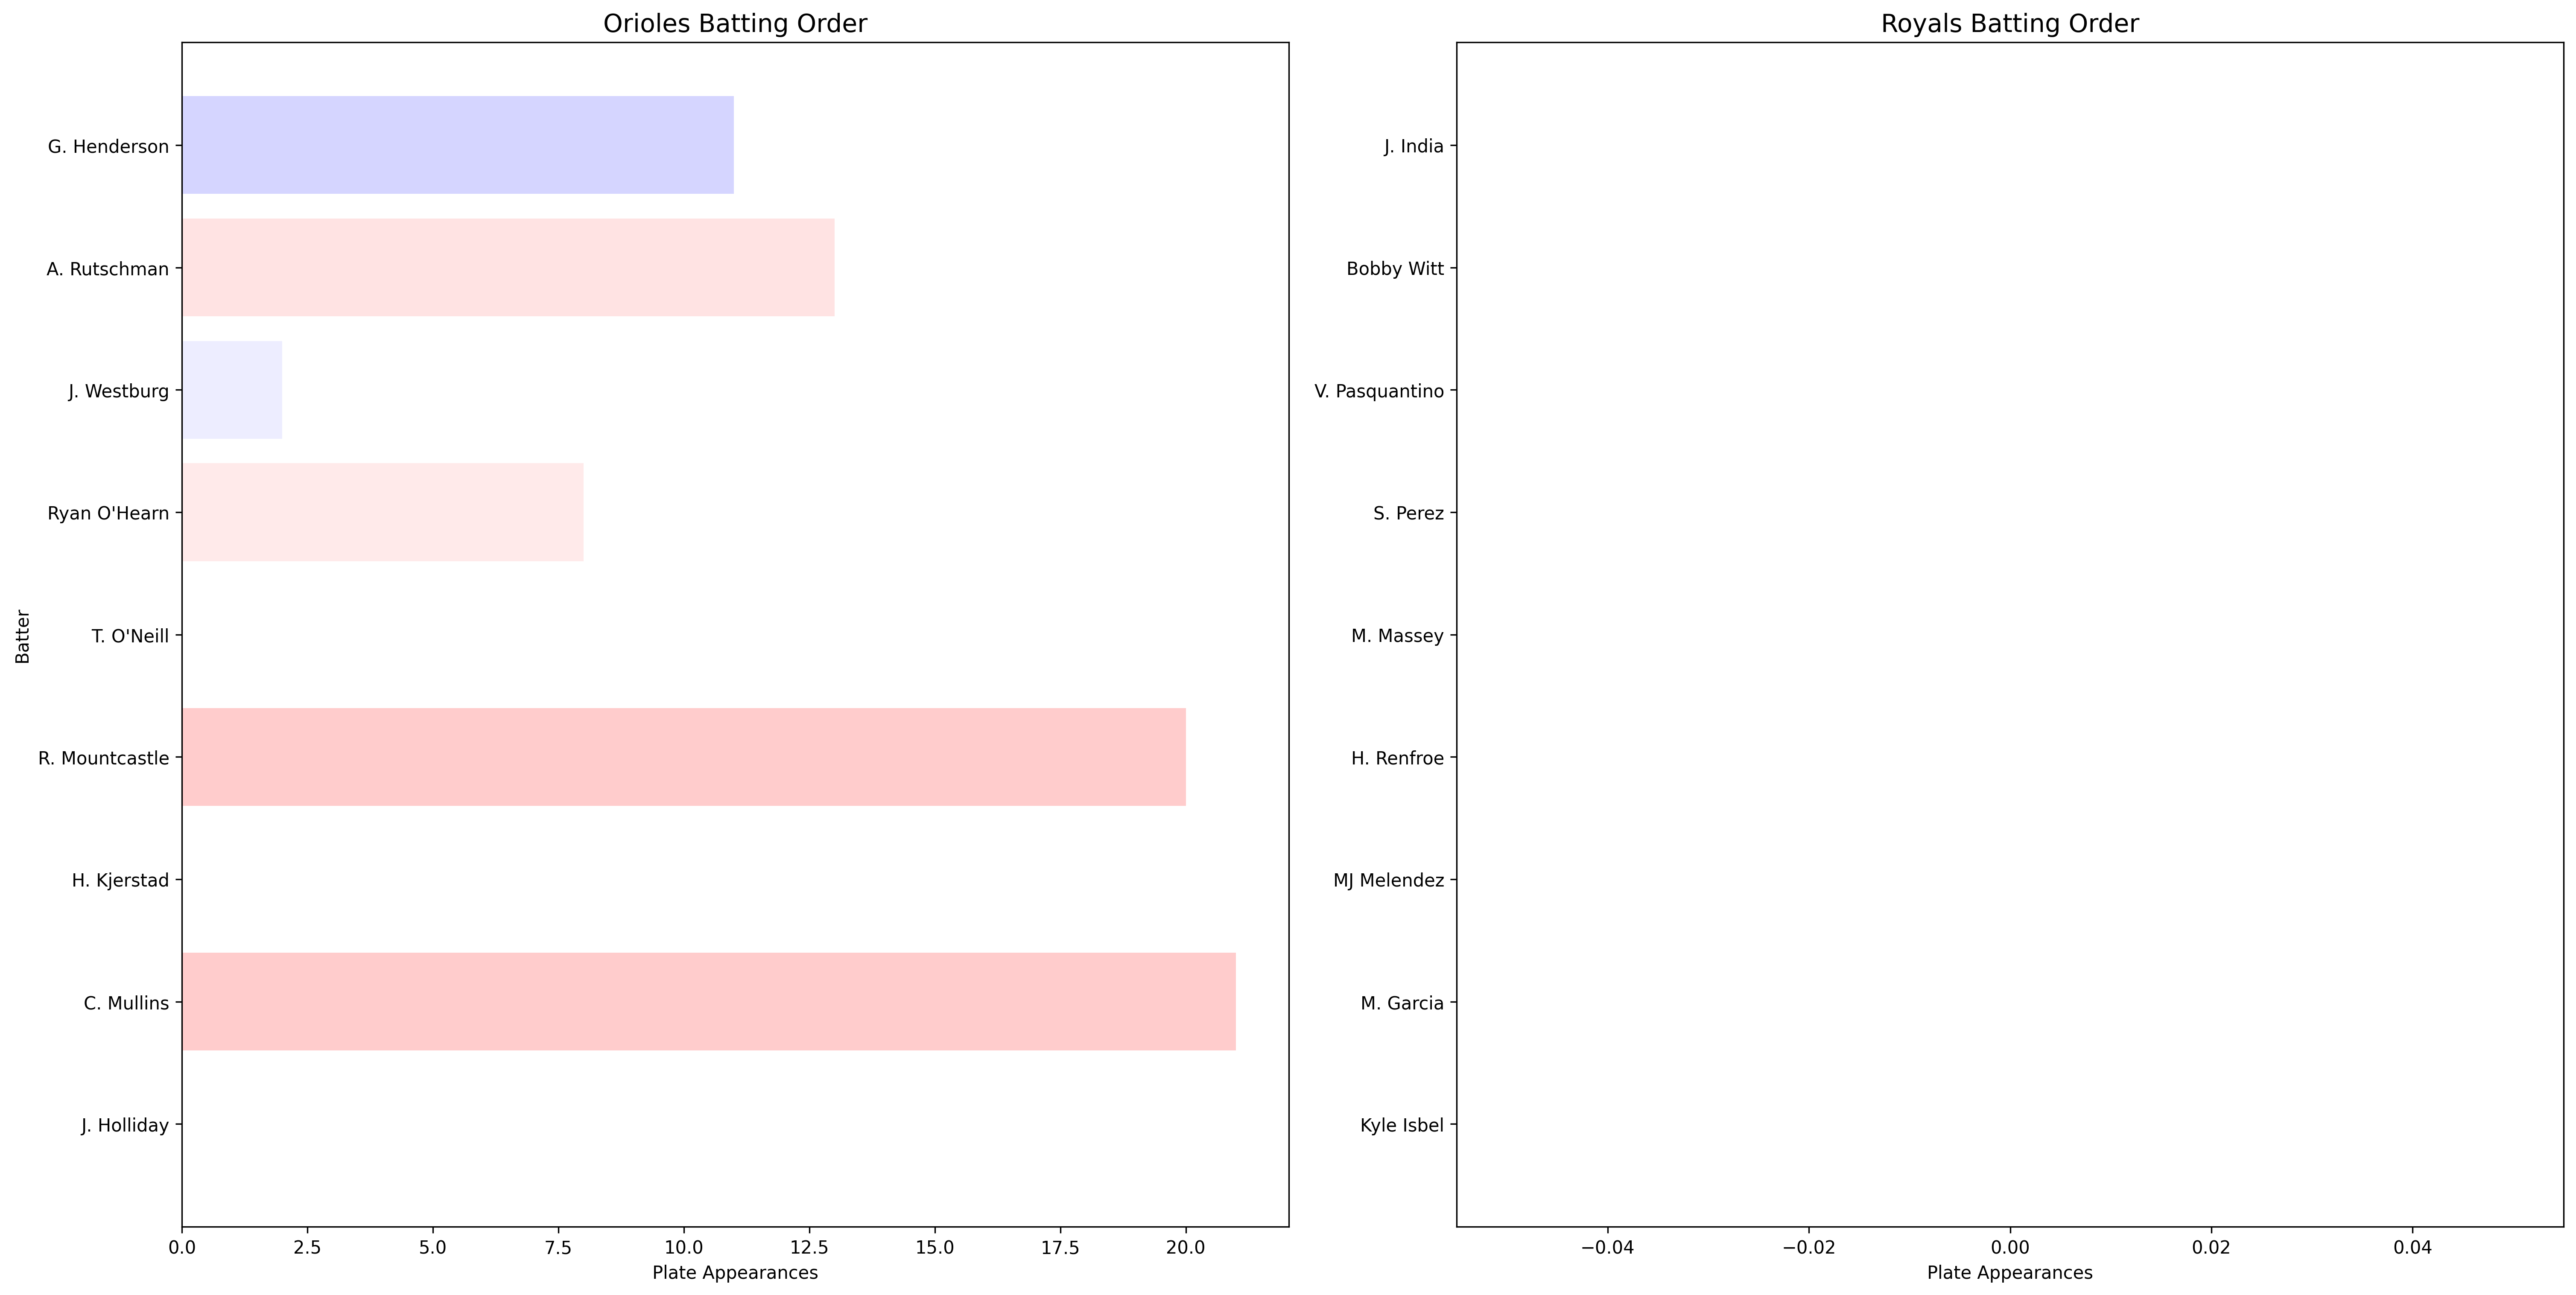 Orioles Batting Order
Batter
G. Henderson
A. Rutschman
J. Westburg
Ryan O'Hearn
T. O'Neill
R. Mountcastle
H. Kjerstad
C. Mullins
J. Holliday
0.0 2.5 5.0 7.5 10.0 12.5 15.0 17.5 20.0
Plate Appearances
Royals Batting Order
J. India
Bobby Witt
V. Pasquantino
S. Perez
M. Massey
H. Renfroe
MJ Melendez
M. Garcia
Kyle Isbel
−0.04 −0.02 0.00 0.02 0.04
Plate Appearances